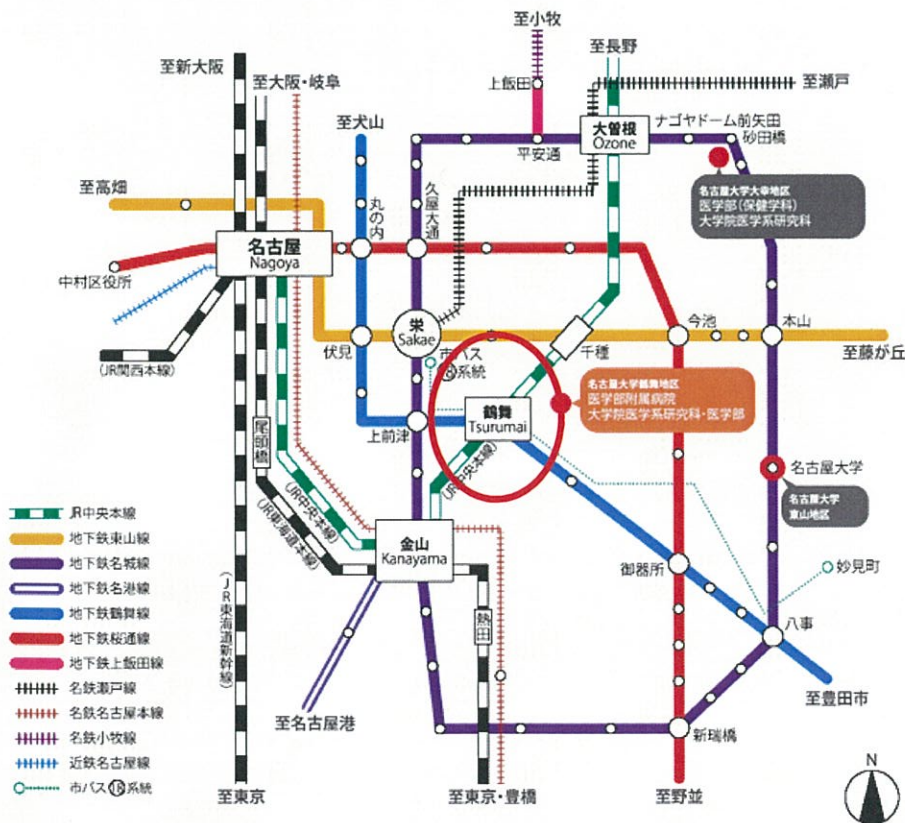 至小牧
至長野
至新大阪
至大阪・岐阜
上飯田
至瀬戸
至犬山
大曽根
Ozone
ナゴヤドーム前矢田
砂田橋
平安通
至高畑
丸の内
久屋大通
名古屋大学大幸地区
医学部(保健学科)
大学院医学系研究科
名古屋
Nagoya
中村区役所
栄
Sakae
今池
本山
伏見
市バス
⑱系統
千種
至藤が丘
(JR関西本線)
名古屋大学鶴舞地区
医学部附属病院
大学院医学系研究科・医学部
鶴舞
Tsurumai
上前津
尾頭橋
(JR中央本線)
名古屋大学
名古屋大学
東山地区
(JR中央本線)
(JR東海道本線)
金山
Kanayama
御器所
妙見町
八事
熱田
(JR東海道新幹線)
至名古屋港
至豊田市
新瑞橋
JR中央本線
地下鉄東山線
地下鉄名城線
地下鉄名港線
地下鉄鶴舞線
地下鉄桜通線
地下鉄上飯田線
名鉄瀬戸線
名鉄名古屋本線
名鉄小牧線
近鉄名古屋線
市バス⑱系統
至東京
至東京・豊橋
至野並
N